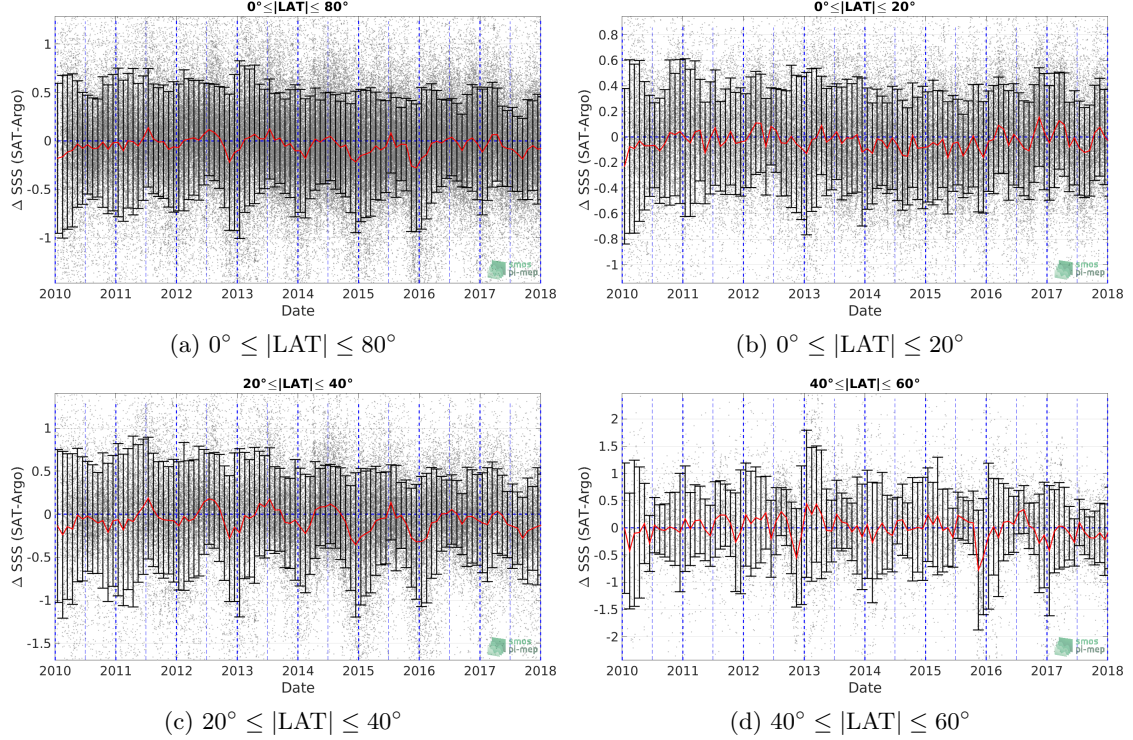 0°≤|LAT|≤ 80°
Δ SSS (SAT-Argo)
1
0.5
0
-0.5
-1
2010 2011 2012 2013 2014 2015 2016 2017 2018
Date
smos
pi-mep
(a) 0° ≤ |LAT| ≤ 80°
0°≤|LAT|≤ 20°
Δ SSS (SAT-Argo)
0.8
0.6
0.4
0.2
0
-0.2
-0.4
-0.6
-0.8
-1
2010 2011 2012 2013 2014 2015 2016 2017 2018
Date
smos
pi-mep
(b) 0° ≤ |LAT| ≤ 20°
20°≤|LAT|≤ 40°
Δ SSS (SAT-Argo)
1
0.5
0
-0.5
-1
-1.5
2010 2011 2012 2013 2014 2015 2016 2017 2018
Date
smos
pi-mep
(c) 20° ≤ |LAT| ≤ 40°
40°≤|LAT|≤ 60°
Δ SSS (SAT-Argo)
2
1.5
1
0.5
0
-0.5
-1
-1.5
-2
2010 2011 2012 2013 2014 2015 2016 2017 2018
Date
smos
pi-mep
(d) 40° ≤ |LAT| ≤ 60°